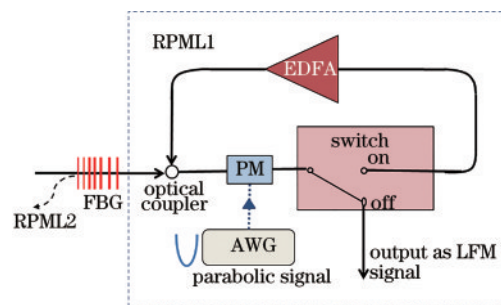 RPML1
EDFA
switch
on
PM
optical
coupler
off
FBG
RPML2
AWG
parabolic signal
output as LFM
signal